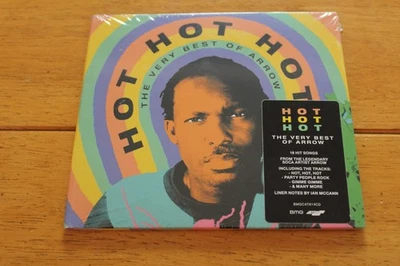 HOT HOT HOT
THE VERY BEST OF ARROW
HOT
HOT
HOT
THE VERY BEST
OF ARROW
18 HIT SONGS
FROM THE LEGENDARY
SOCA ARTIST ARROW
INCLUDING THE TRACKS:
- HOT, HOT, HOT
- PARTY PEOPLE ROCK
- GIMME GIMME
- & MANY MORE
LINER NOTES BY IAN MCCANN
BMG